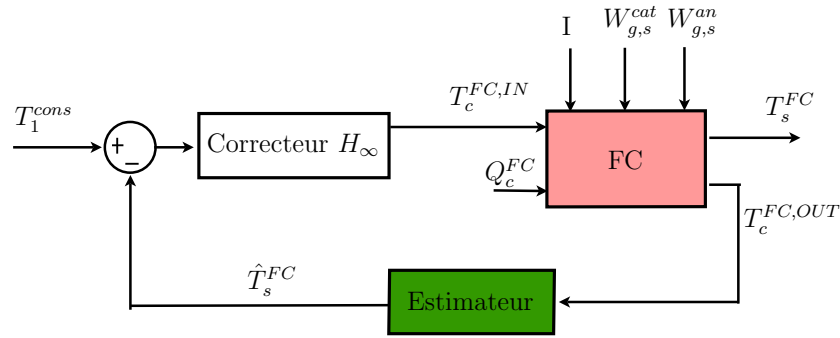 I W_{g,s}^{cat} W_{g,s}^{an}
T_1^{cons}
T_c^{FC,IN}
T_s^{FC}
+
−
Correcteur H_∞
FC
Q_c^{FC}
T_c^{FC,OUT}
T̂_s^{FC}
Estimateur